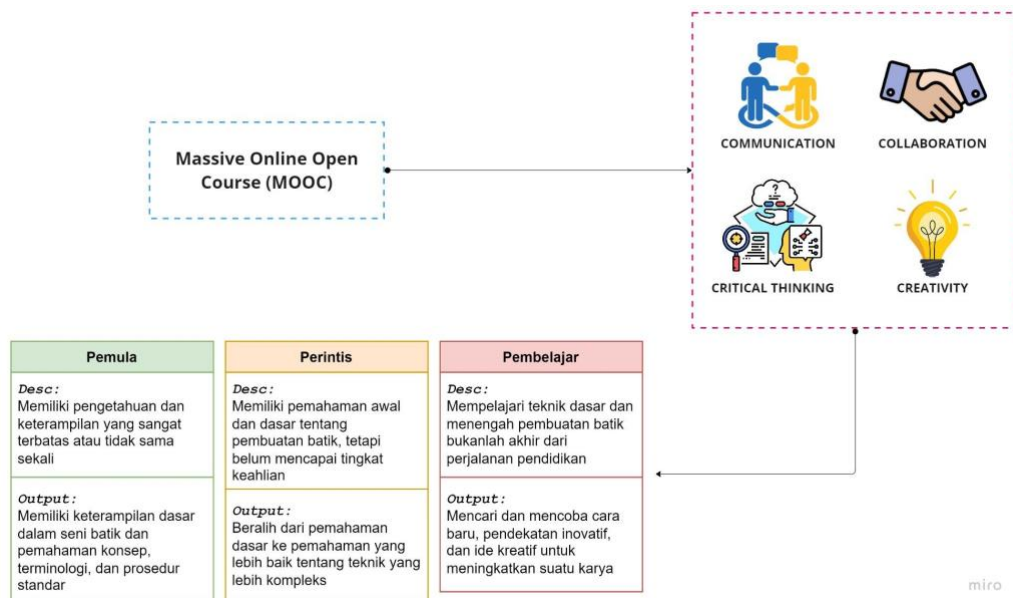 Massive Online Open
Course (MOOC)
COMMUNICATION
COLLABORATION
?
CRITICAL THINKING
CREATIVITY
Pemula
Desc:
Memiliki pengetahuan dan
keterampilan yang sangat
terbatas atau tidak sama
sekali
Output:
Memiliki keterampilan dasar
dalam seni batik dan
pemahaman konsep,
terminologi, dan prosedur
standar
Perintis
Desc:
Memiliki pemahaman awal
dan dasar tentang
pembuatan batik, tetapi
belum mencapai tingkat
keahlian
Output:
Beralih dari pemahaman
dasar ke pemahaman yang
lebih baik tentang teknik yang
lebih kompleks
Pembelajar
Desc:
Mempelajari teknik dasar dan
menengah pembuatan batik
bukanlah akhir dari
perjalanan pendidikan
Output:
Mencari dan mencoba cara
baru, pendekatan inovatif,
dan ide kreatif untuk
meningkatkan suatu karya
miro